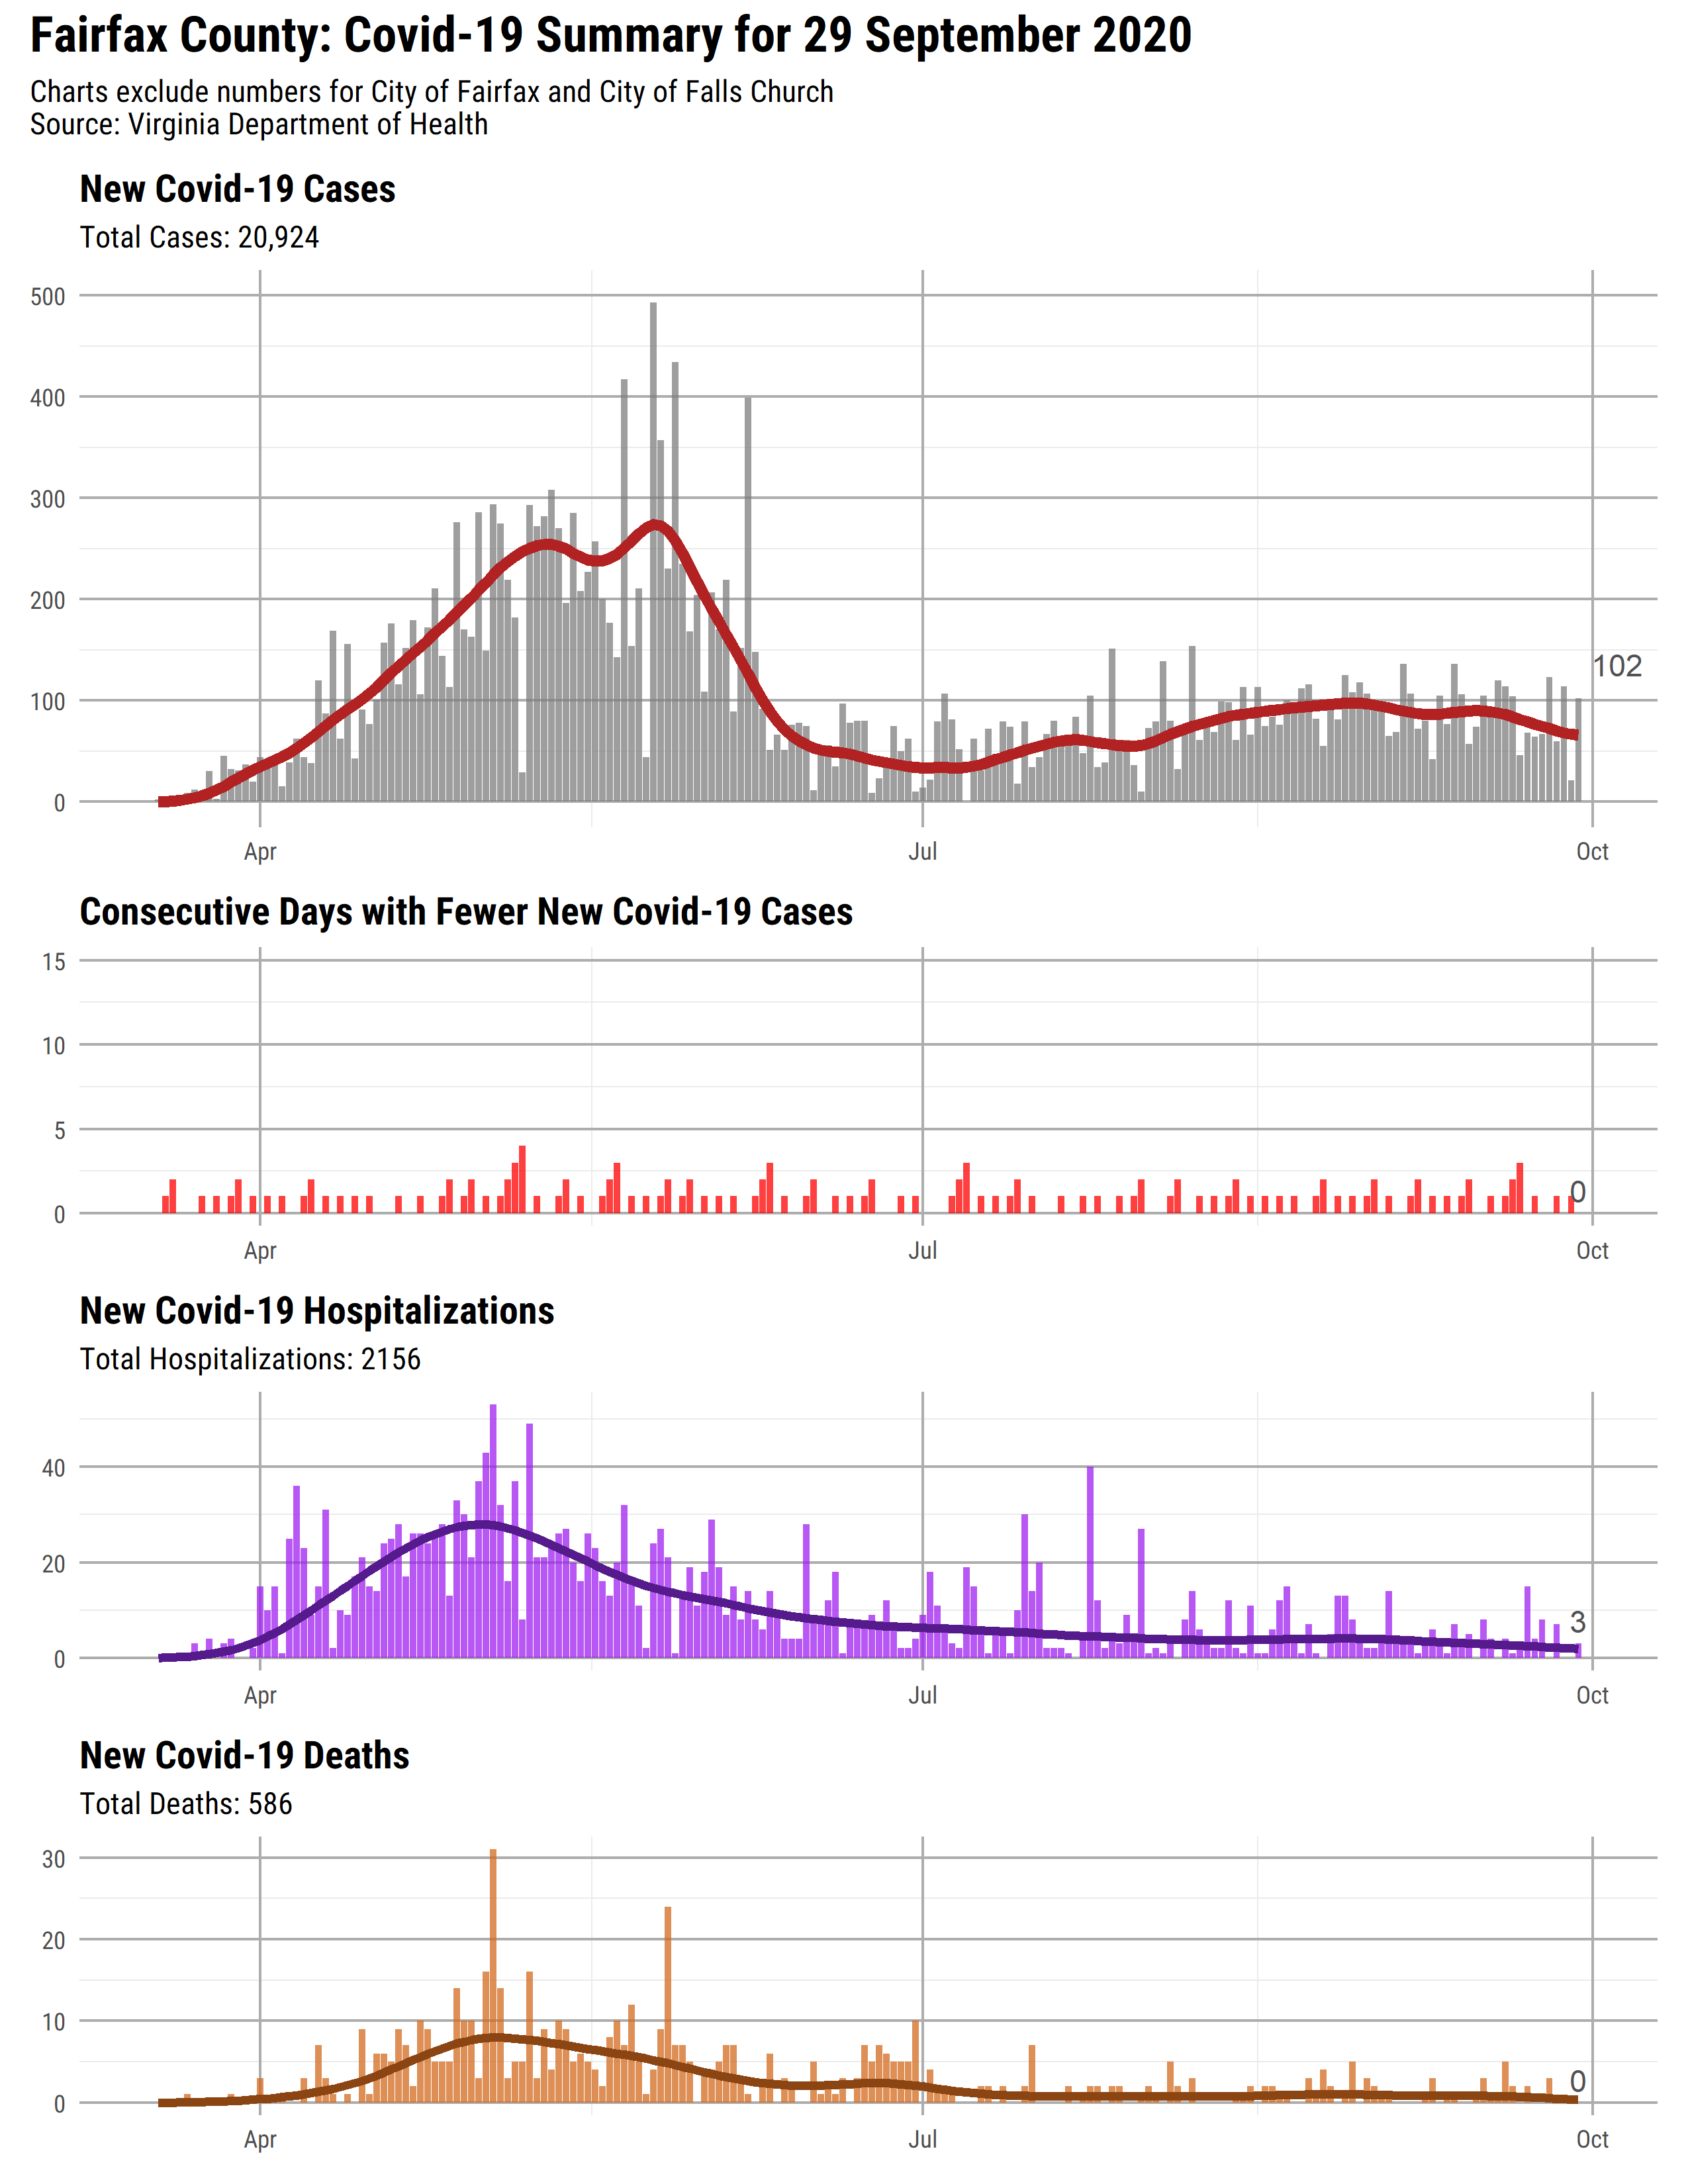 Fairfax County: Covid-19 Summary for 29 September 2020
Charts exclude numbers for City of Fairfax and City of Falls Church
Source: Virginia Department of Health
New Covid-19 Cases
Total Cases: 20,924
500
400
300
200
100
0
102
Apr
Jul
Oct
Consecutive Days with Fewer New Covid-19 Cases
15
10
5
0
0
Apr
Jul
Oct
New Covid-19 Hospitalizations
Total Hospitalizations: 2156
40
20
0
3
Apr
Jul
Oct
New Covid-19 Deaths
Total Deaths: 586
30
20
10
0
0
Apr
Jul
Oct